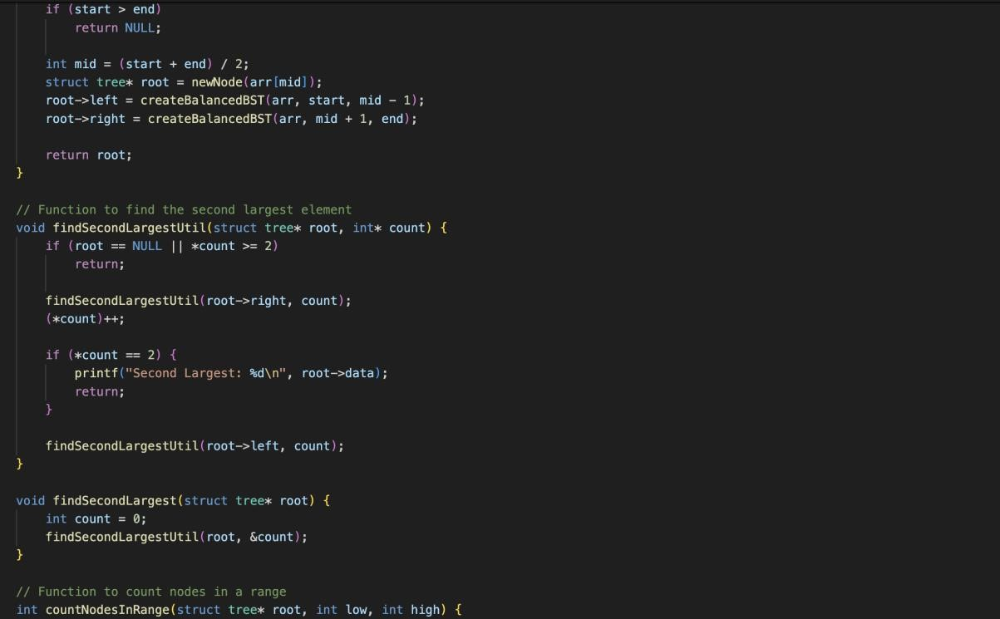 if (start > end)
return NULL;
int mid = (start + end) / 2;
struct tree* root = newNode(arr[mid]);
root->left = createBalancedBST(arr, start, mid - 1);
root->right = createBalancedBST(arr, mid + 1, end);
return root;
}
// Function to find the second largest element
void findSecondLargestUtil(struct tree* root, int* count) {
if (root == NULL || *count >= 2)
return;
findSecondLargestUtil(root->right, count);
(*count)++;
if (*count == 2) {
printf("Second Largest: %d\n", root->data);
return;
}
findSecondLargestUtil(root->left, count);
}
void findSecondLargest(struct tree* root) {
int count = 0;
findSecondLargestUtil(root, &count);
}
// Function to count nodes in a range
int countNodesInRange(struct tree* root, int low, int high) {